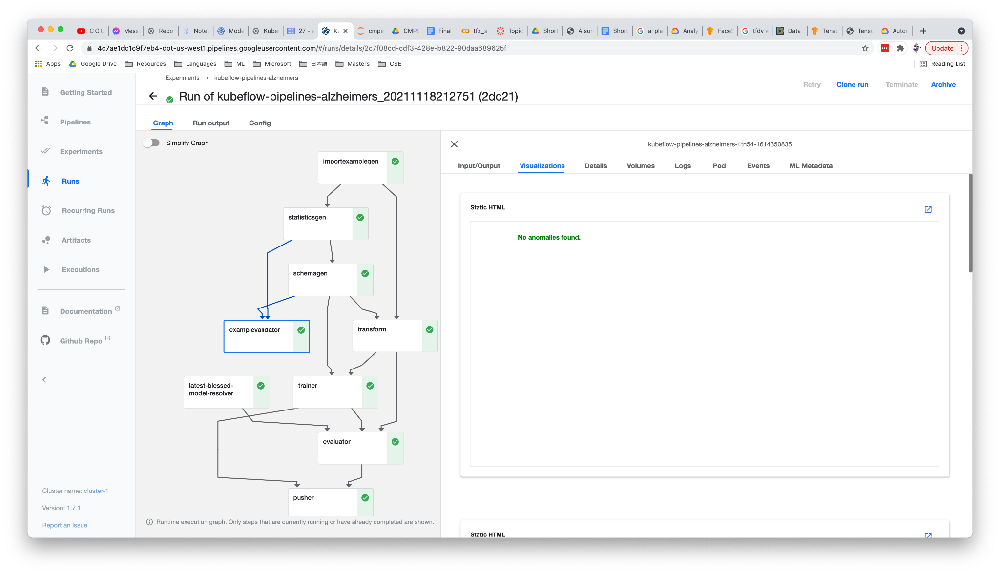 C O C
Mess
Repo
Note
Mode
Kube
27 - a
Ku
cmpe
CMPE
Final
tfx_si
Topic
Short
A sur
Short
ai pla
Analy
FaceS
tfdv w
Data
Tensc
Tensc
Auton
4c7ae1dc1c9f7eb4-dot-us-west1.pipelines.googleusercontent.com/#/runs/details/2c7f08cd-cdf3-428e-b822-90daa689625f
Update
Apps
Google Drive
Resources
Languages
ML
Microsoft
日本語
Masters
CSE
Reading List
Getting Started
Pipelines
Experiments
Runs
Recurring Runs
Artifacts
Executions
Documentation
Github Repo
Cluster name: cluster-1
Version: 1.7.1
Report an Issue
Experiments › kubeflow-pipelines-alzheimers
Run of kubeflow-pipelines-alzheimers_20211118212751 (2dc21)
Retry
Clone run
Terminate
Archive
Graph
Run output
Config
Simplify Graph
importexamplegen
statisticsgen
schemagen
examplevalidator
transform
latest-blessed-
model-resolver
trainer
evaluator
pusher
Runtime execution graph. Only steps that are currently running or have already completed are shown.
kubeflow-pipelines-alzheimers-4tn54-1614350835
Input/Output
Visualizations
Details
Volumes
Logs
Pod
Events
ML Metadata
Static HTML
No anomalies found.
Static HTML